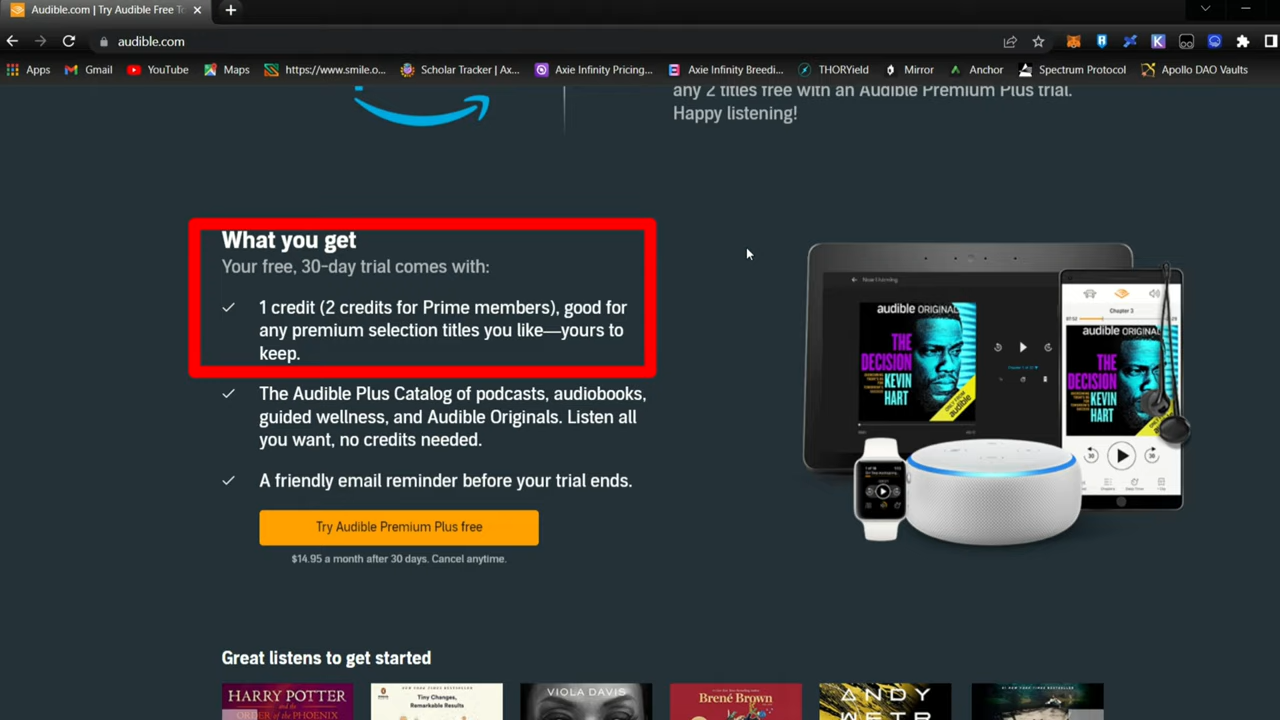 Audible.com | Try Audible Free To
audible.com
Apps
Gmail
YouTube
Maps
https://www.smile.o...
Scholar Tracker | Ax...
Axie Infinity Pricing,...
Axie Infinity Breedi...
THORYield
Mirror
Anchor
Spectrum Protocol
Apollo DAO Vaults
any 2 titles free with an Audible Premium Plus trial.
Happy listening!
What you get
Your free, 30-day trial comes with:
1 credit (2 credits for Prime members), good for
any premium selection titles you like—yours to
keep.
The Audible Plus Catalog of podcasts, audiobooks,
guided wellness, and Audible Originals. Listen all
you want, no credits needed.
A friendly email reminder before your trial ends.
Try Audible Premium Plus free
$14.95 a month after 30 days. Cancel anytime.
audible ORIGINAL
THE
DECISION
KEVIN
HART
Chapter 3
audible ORIGINAL
THE
DECISION
KEVIN
HART
30
30
Great listens to get started
HARRY POTTER
AND THE
ORDER of the PHOENIX
Tiny Changes,
Remarkable Results
VIOLA DAVIS
Brené Brown
ANDY
WEIR